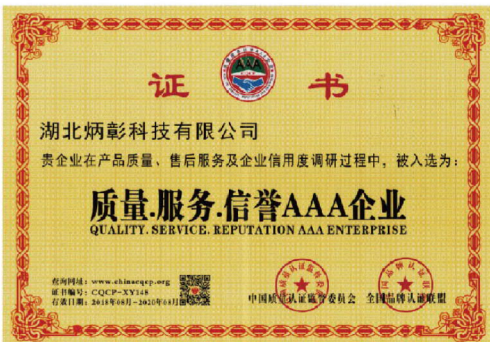 证 书
湖北炳彰科技有限公司
贵企业在产品质量、售后服务及企业信用度调研过程中，被入选为：
质量.服务.信誉AAA企业
QUALITY. SERVICE. REPUTATION AAA ENTERPRISE
查询网址：www.chinacqcp.org
证书编号：CQCP-XY148
有效日期：2018年08月-2020年08月
中国质量认证监督委员会 全国品牌认证联盟